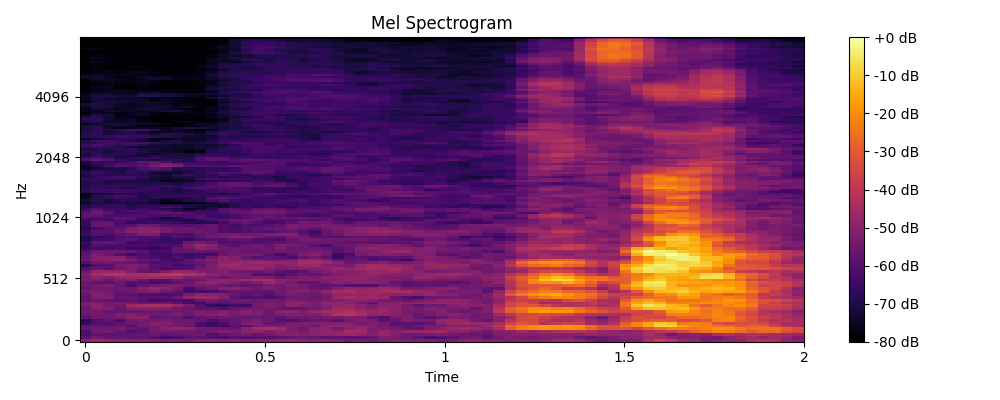 Mel Spectrogram
Hz
4096
2048
1024
512
0
0
0.5
1
1.5
2
Time
+0 dB
-10 dB
-20 dB
-30 dB
-40 dB
-50 dB
-60 dB
-70 dB
-80 dB